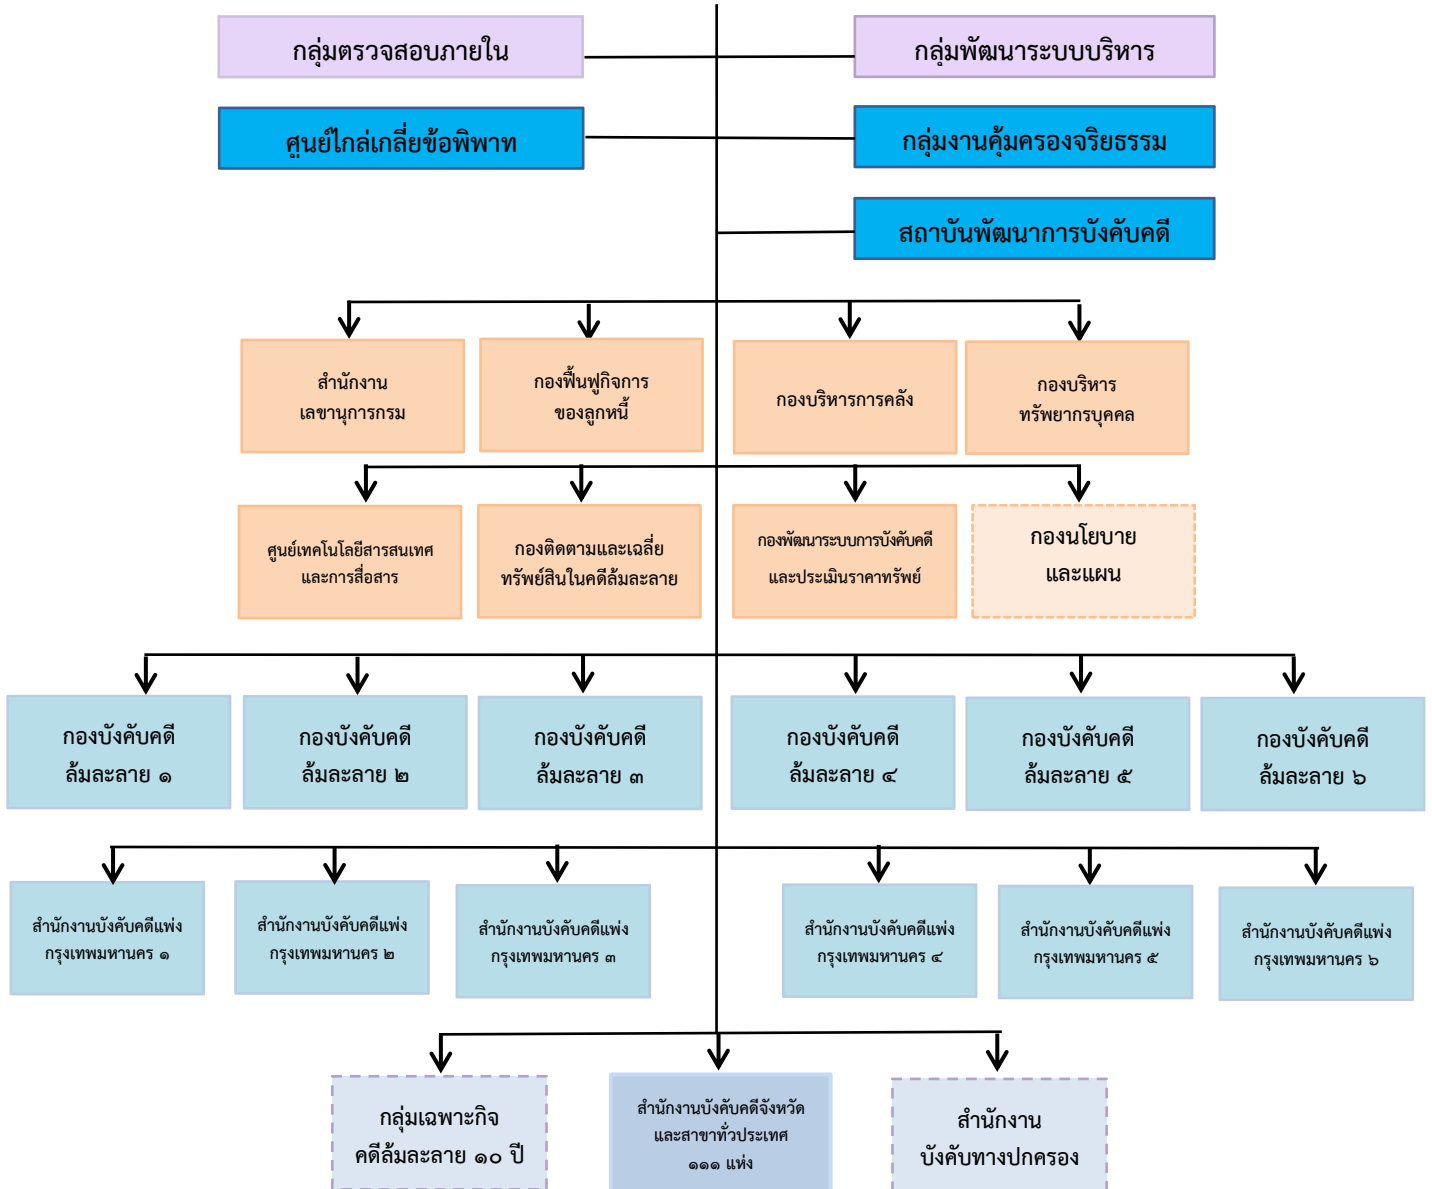 กลุ่มตรวจสอบภายใน
กลุ่มพัฒนาระบบบริหาร
ศูนย์ไกล่เกลี่ยข้อพิพาท
กลุ่มงานคุ้มครองจริยธรรม
สถาบันพัฒนาการบังคับคดี
สำนักงาน
เลขานุการกรม
กองฟื้นฟูกิจการ
ของลูกหนี้
กองบริหารการคลัง
กองบริหาร
ทรัพยากรบุคคล
ศูนย์เทคโนโลยีสารสนเทศ
และการสื่อสาร
กองติดตามและเฉลี่ย
ทรัพย์สินในคดีล้มละลาย
กองพัฒนาระบบการบังคับคดี
และประเมินราคาทรัพย์
กองนโยบาย
และแผน
กองบังคับคดี
ล้มละลาย ๑
กองบังคับคดี
ล้มละลาย ๒
กองบังคับคดี
ล้มละลาย ๓
กองบังคับคดี
ล้มละลาย ๔
กองบังคับคดี
ล้มละลาย ๕
กองบังคับคดี
ล้มละลาย ๖
สำนักงานบังคับคดีแพ่ง
กรุงเทพมหานคร ๑
สำนักงานบังคับคดีแพ่ง
กรุงเทพมหานคร ๒
สำนักงานบังคับคดีแพ่ง
กรุงเทพมหานคร ๓
สำนักงานบังคับคดีแพ่ง
กรุงเทพมหานคร ๔
สำนักงานบังคับคดีแพ่ง
กรุงเทพมหานคร ๕
สำนักงานบังคับคดีแพ่ง
กรุงเทพมหานคร ๖
กลุ่มเฉพาะกิจ
คดีล้มละลาย ๑๐ ปี
สำนักงานบังคับคดีจังหวัด
และสาขาทั่วประเทศ
๑๑๑ แห่ง
สำนักงาน
บังคับทางปกครอง